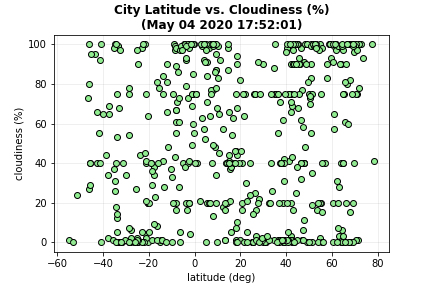 City Latitude vs. Cloudiness (%)
(May 04 2020 17:52:01)
100
80
60
40
20
0
cloudiness (%)
−60 −40 −20 0 20 40 60 80
latitude (deg)